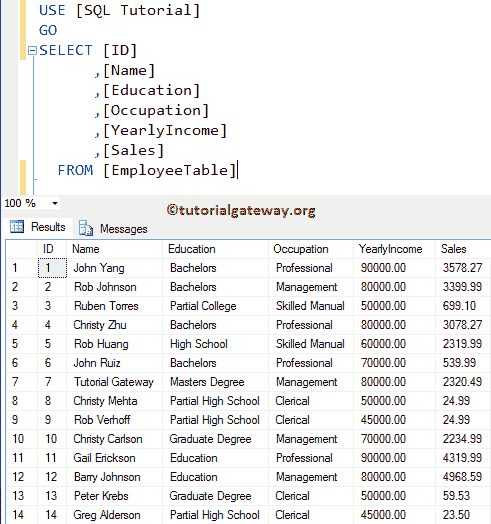 USE [SQL Tutorial]
GO
SELECT [ID]
,[Name]
,[Education]
,[Occupation]
,[YearlyIncome]
,[Sales]
FROM [EmployeeTable]
100 %
©tutorialgateway.org
Results Messages
ID Name Education Occupation YearlyIncome Sales
1 1 John Yang Bachelors Professional 90000.00 3578.27
2 2 Rob Johnson Bachelors Management 80000.00 3399.99
3 3 Ruben Torres Partial College Skilled Manual 50000.00 699.10
4 4 Christy Zhu Bachelors Professional 80000.00 3078.27
5 5 Rob Huang High School Skilled Manual 60000.00 2319.99
6 6 John Ruiz Bachelors Professional 70000.00 539.99
7 7 Tutorial Gateway Masters Degree Management 80000.00 2320.49
8 8 Christy Mehta Partial High School Clerical 50000.00 24.99
9 9 Rob Verhoff Partial High School Clerical 45000.00 24.99
10 10 Christy Carlson Graduate Degree Management 70000.00 2234.99
11 11 Gail Erickson Education Professional 90000.00 4319.99
12 12 Barry Johnson Education Management 80000.00 4968.59
13 13 Peter Krebs Graduate Degree Clerical 50000.00 59.53
14 14 Greg Alderson Partial High School Clerical 45000.00 23.50